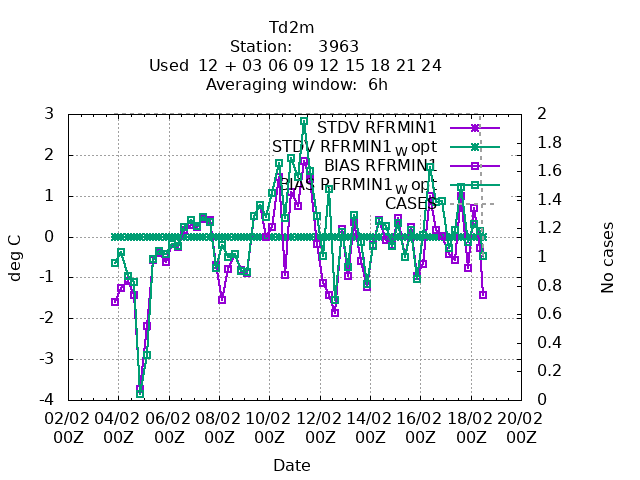 Td2m
Station:     3963
Used  12 + 03 06 09 12 15 18 21 24
Averaging window:  6h
STDV RFRMIN1
STDV RFRMIN1_w opt
BIAS RFRMIN1
BIAS RFRMIN1_w opt
CASES
deg C
3
2
1
0
-1
-2
-3
-4
No cases
2
1.8
1.6
1.4
1.2
1
0.8
0.6
0.4
0.2
0
02/02 04/02 06/02 08/02 10/02 12/02 14/02 16/02 18/02 20/02
00Z 00Z 00Z 00Z 00Z 00Z 00Z 00Z 00Z 00Z
Date